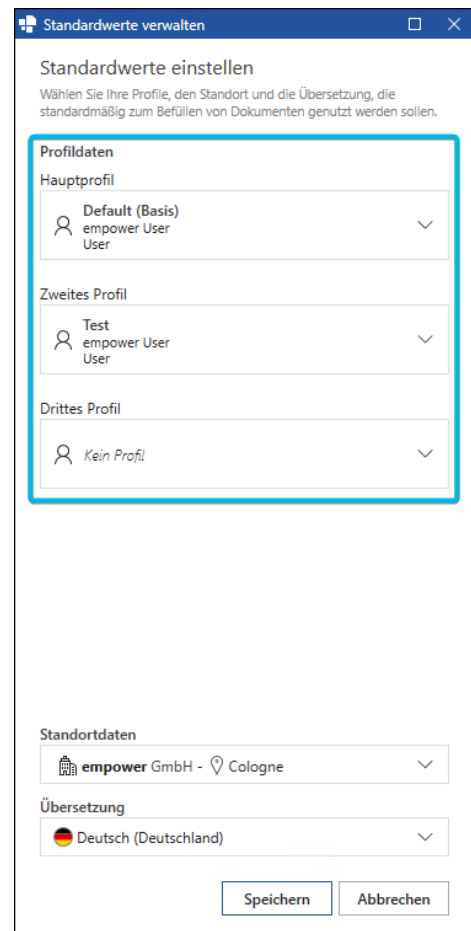 Standardwerte verwalten
Standardwerte einstellen
Wählen Sie Ihre Profile, den Standort und die Übersetzung, die
standardmäßig zum Befüllen von Dokumenten genutzt werden sollen.
Profildaten
Hauptprofil
Default (Basis)
empower User
User
Zweites Profil
Test
empower User
User
Drittes Profil
Kein Profil
Standortdaten
empower GmbH - Cologne
Übersetzung
Deutsch (Deutschland)
Speichern Abbrechen